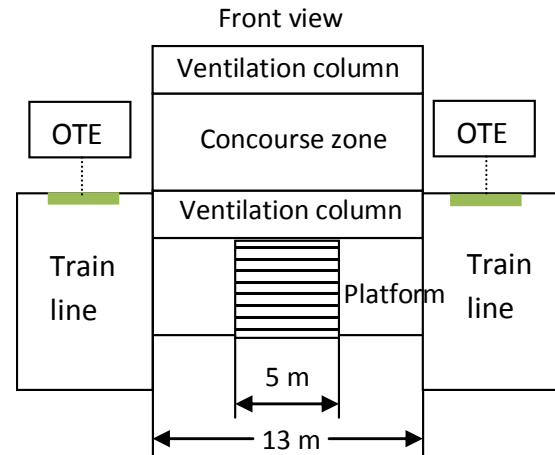 Front view
Ventilation column
OTE
Concourse zone
OTE
Ventilation column
Train
line
Platform
Train
line
5 m
13 m